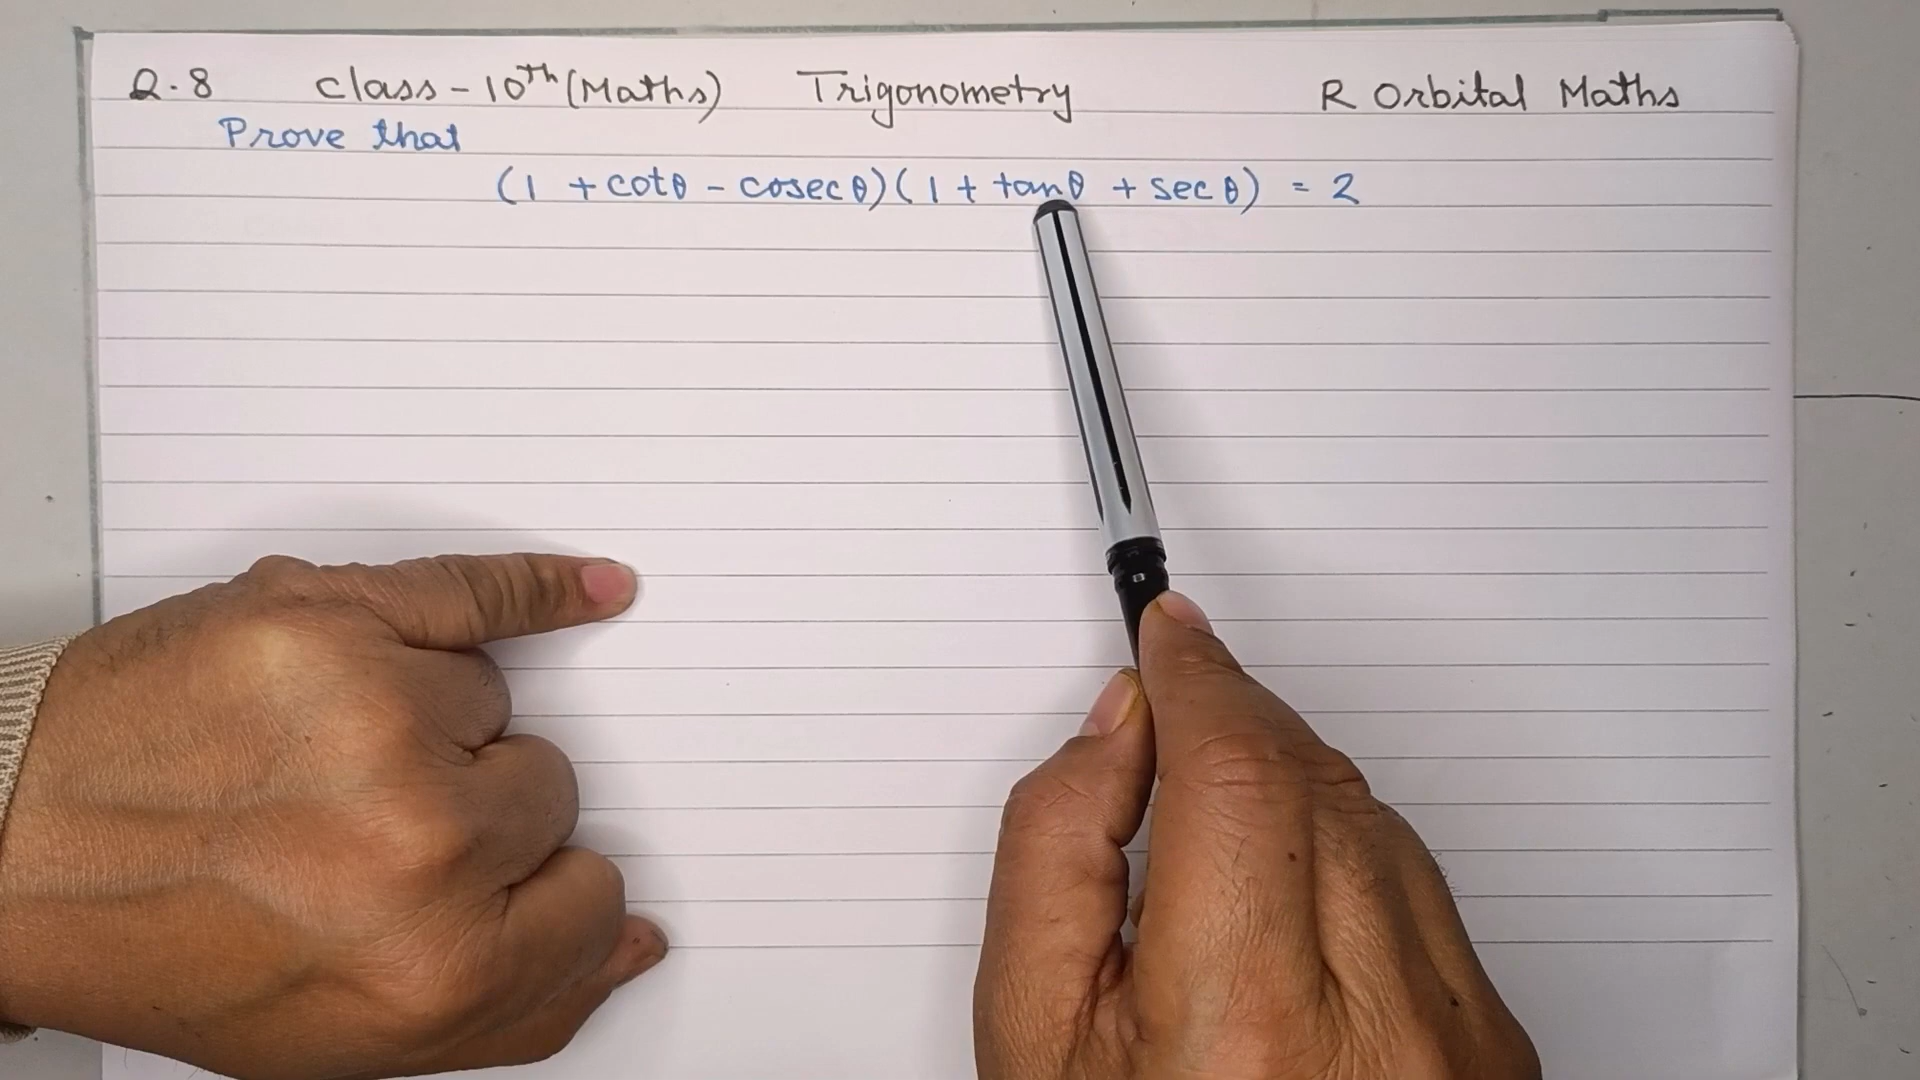 Q.8 Class - 10th (Maths) Trigonometry R Orbital Maths
Prove that
(1 + cotθ - cosecθ)(1 + tanθ + secθ) = 2